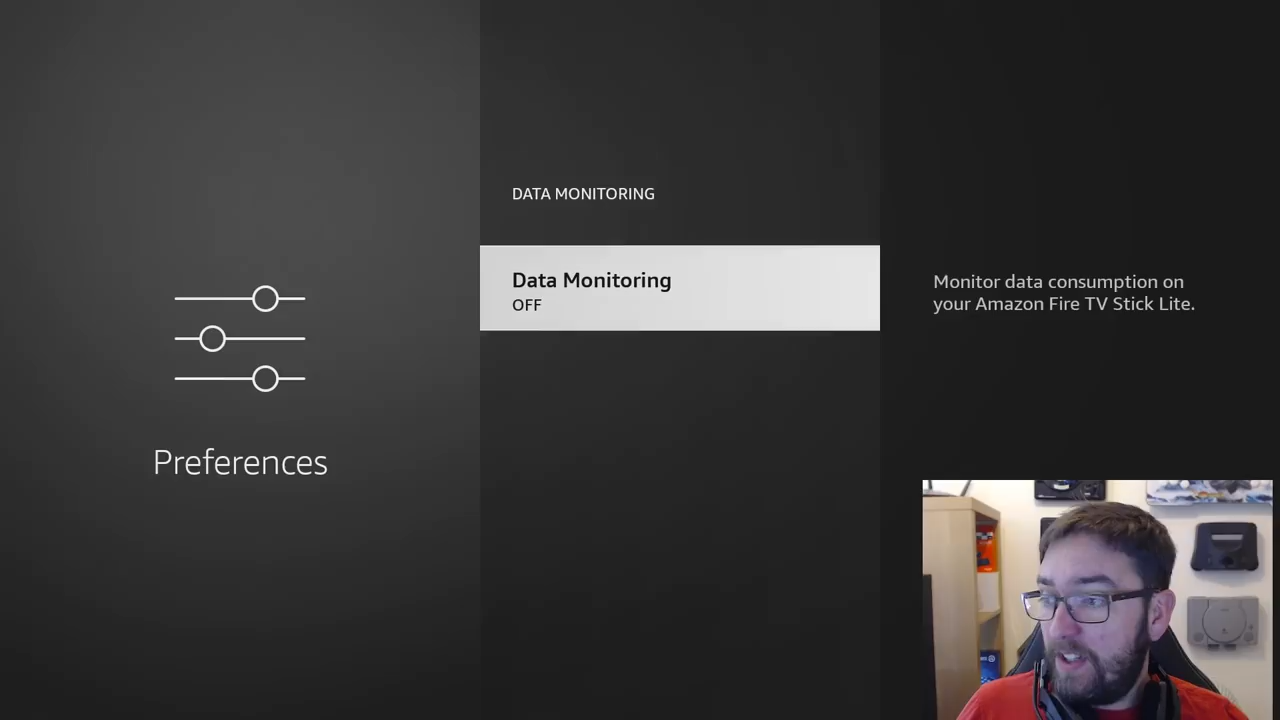 DATA MONITORING
Data Monitoring
OFF
Monitor data consumption on
your Amazon Fire TV Stick Lite.
Preferences